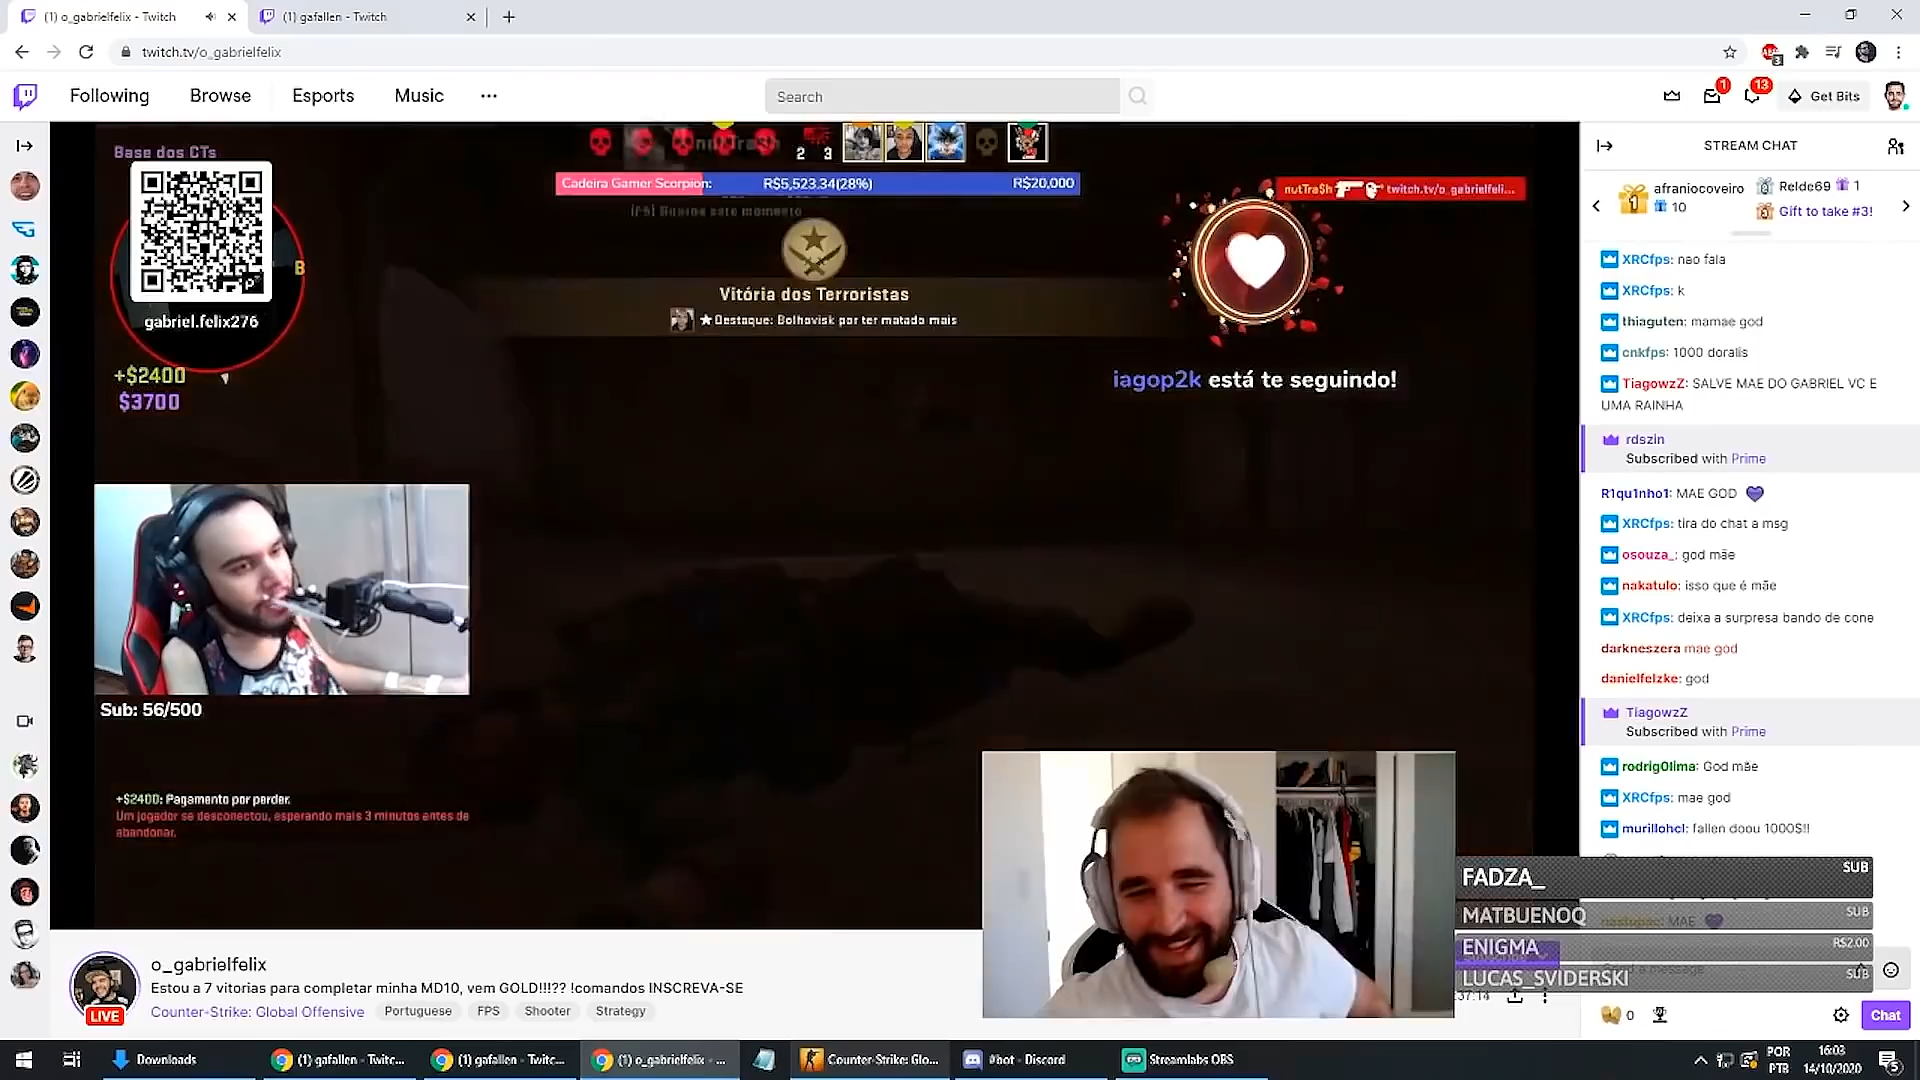 (1) o_gabrielfelix - Twitch
(1) gafallen - Twitch
twitch.tv/o_gabrielfelix
Following
Browse
Esports
Music
Search
1
13
Get Bits
Base dos CTs
gabriel.felix276
B
+$2400
$3700
2 3
Cadeira Gamer Scorpion: R$5,523.34(28%) R$20,000
Vitória dos Terroristas
★ Destaque: Bolhavisk por ter matado mais
nutTra$h twitch.tv/o_gabrielfeli...
iagop2k está te seguindo!
Sub: 56/500
+$2400: Pagamento por perder.
Um jogador se desconectou, esperando mais 3 minutos antes de
abandonar.
STREAM CHAT
afraniocoveiro
10
Relde69 1
Gift to take #3!
XRCfps: nao fala
XRCfps: k
thiaguten: mamae god
cnkfps: 1000 doralis
TiagowzZ: SALVE MAE DO GABRIEL VC E
UMA RAINHA
rdszin
Subscribed with Prime
R1qu1nho1: MAE GOD
XRCfps: tira do chat a msg
osouza_: god mãe
nakatulo: isso que é mãe
XRCfps: deixa a surpresa bando de cone
darkneszera mae god
danielfelzke: god
TiagowzZ
Subscribed with Prime
rodrig0lima: God mãe
XRCfps: mae god
murillohcl: fallen doou 1000$!!
FADZA_ SUB
MATBUENOQ SUB
ENIGMA R$2.00
LUCAS_SVIDERSKI SUB
0
Chat
o_gabrielfelix
Estou a 7 vitorias para completar minha MD10, vem GOLD!!!?? !comandos INSCREVA-SE
LIVE
Counter-Strike: Global Offensive
Portuguese
FPS
Shooter
Strategy
:37:14
Downloads
(1) gafallen - Twitc...
(1) gafallen - Twitc...
(1) o_gabrielfelix - ...
Counter-Strike: Glo...
#bot - Discord
Streamlabs OBS
POR
PTB
16:03
14/10/2020
5